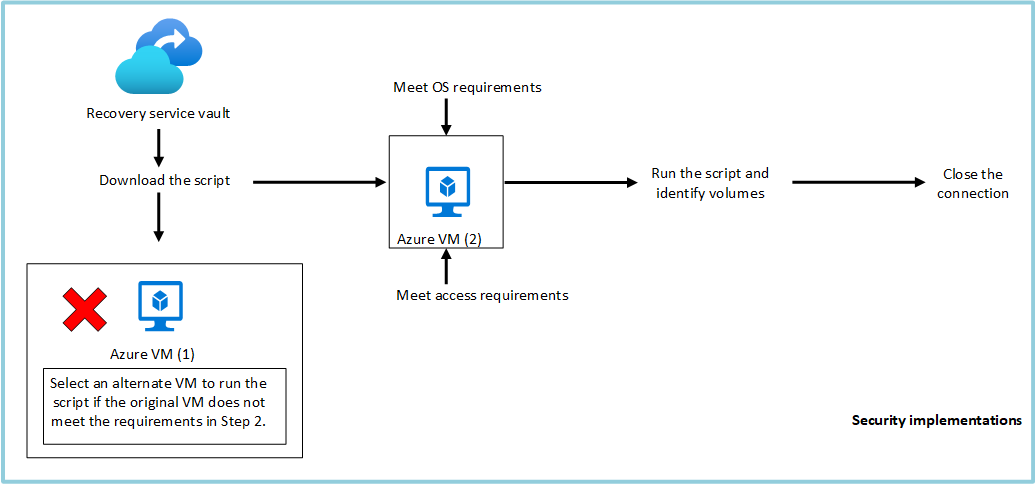 Recovery service vault
Download the script
Meet OS requirements
Azure VM (2)
Meet access requirements
Run the script and
identify volumes
Close the
connection
Azure VM (1)
Select an alternate VM to run the
script if the original VM does not
meet the requirements in Step 2.
Security implementations